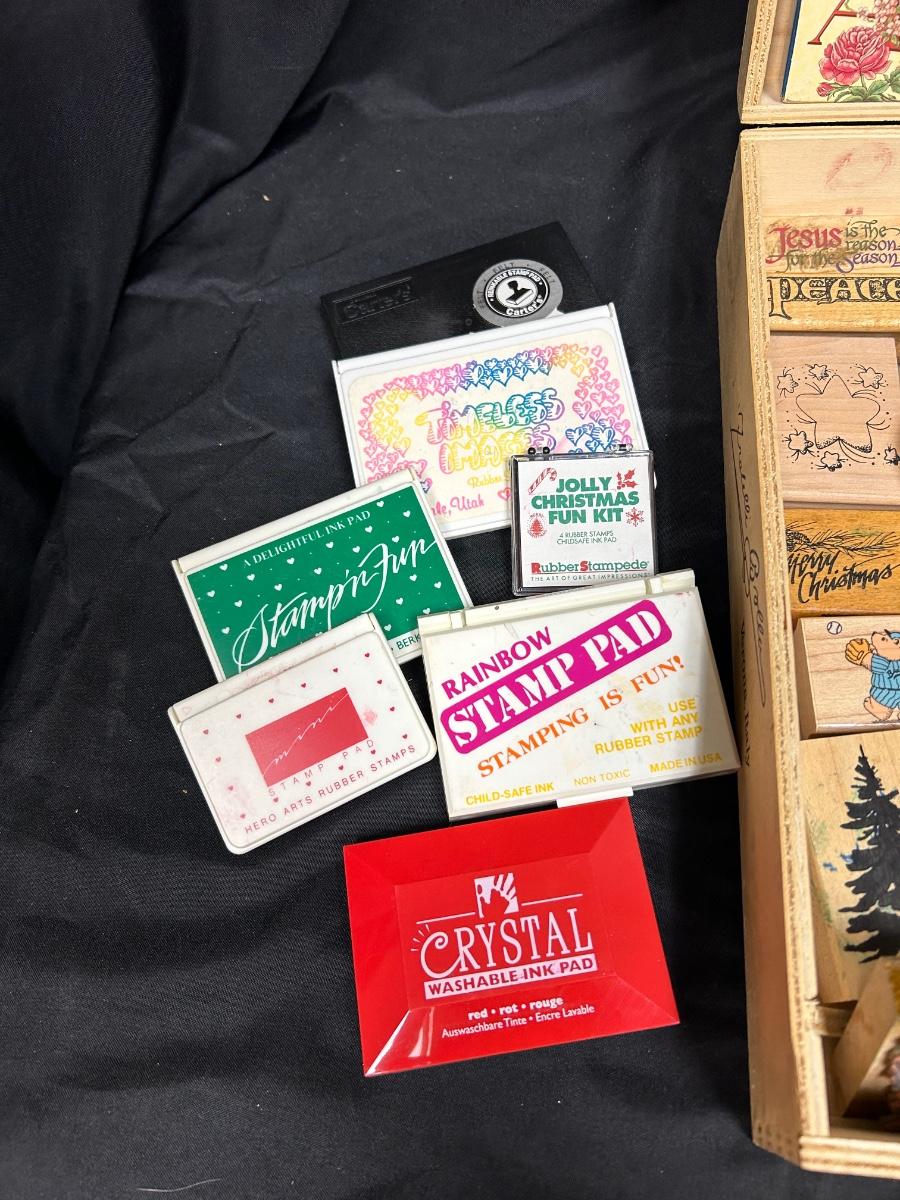 Jesus is the
reason
for the Season
PEACE
Carter's
REUSABLE STAMP PAD
Carter's
TIMELESS
Utah
JOLLY
CHRISTMAS
FUN KIT
4 RUBBER STAMPS
CHILDSAFE INK PAD
RubberStampede
THE ART OF GREAT IMPRESSIONS
Merry
Christmas
A DELIGHTFUL INK PAD
Stamp'n Fun
RAINBOW
STAMP PAD
STAMPING IS FUN!
USE
WITH ANY
RUBBER STAMP
CHILD-SAFE INK NON TOXIC MADE IN USA
mini
STAMP PAD
HERO ARTS RUBBER STAMPS
CRYSTAL
WASHABLE INK PAD
red • rot • rouge
Auswaschbare Tinte • Encre Lavable